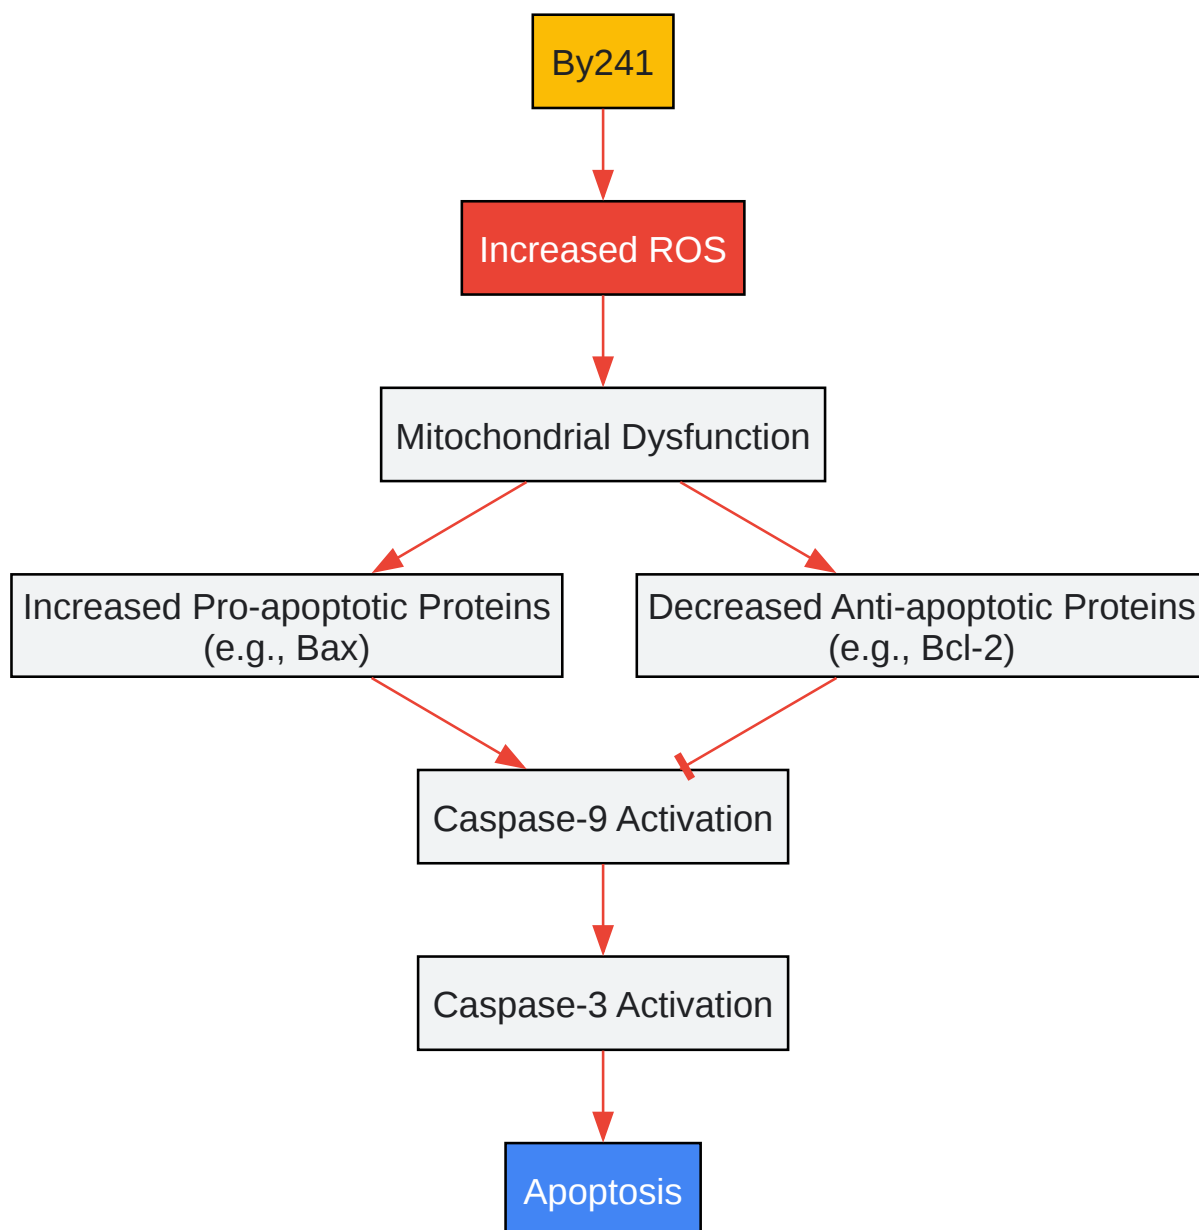 By241
Increased ROS
Mitochondrial Dysfunction
Increased Pro-apoptotic Proteins
(e.g., Bax)
Decreased Anti-apoptotic Proteins
(e.g., Bcl-2)
Caspase-9 Activation
Caspase-3 Activation
Apoptosis